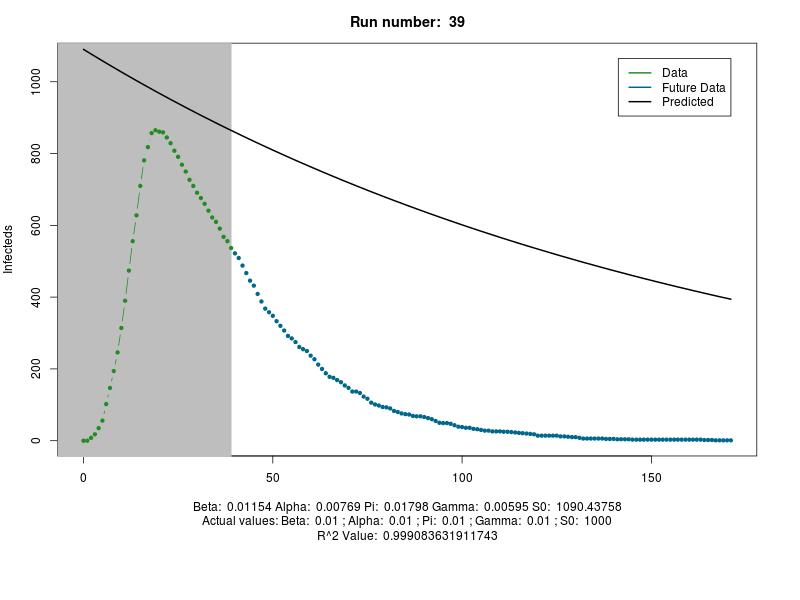 Run number: 39
Data
Future Data
Predicted
Infecteds
1000
800
600
400
200
0
0 50 100 150
Beta: 0.01154 Alpha: 0.00769 Pi: 0.01798 Gamma: 0.00595 S0: 1090.43758
Actual values: Beta: 0.01 ; Alpha: 0.01 ; Pi: 0.01 ; Gamma: 0.01 ; S0: 1000
R^2 Value: 0.999083631911743